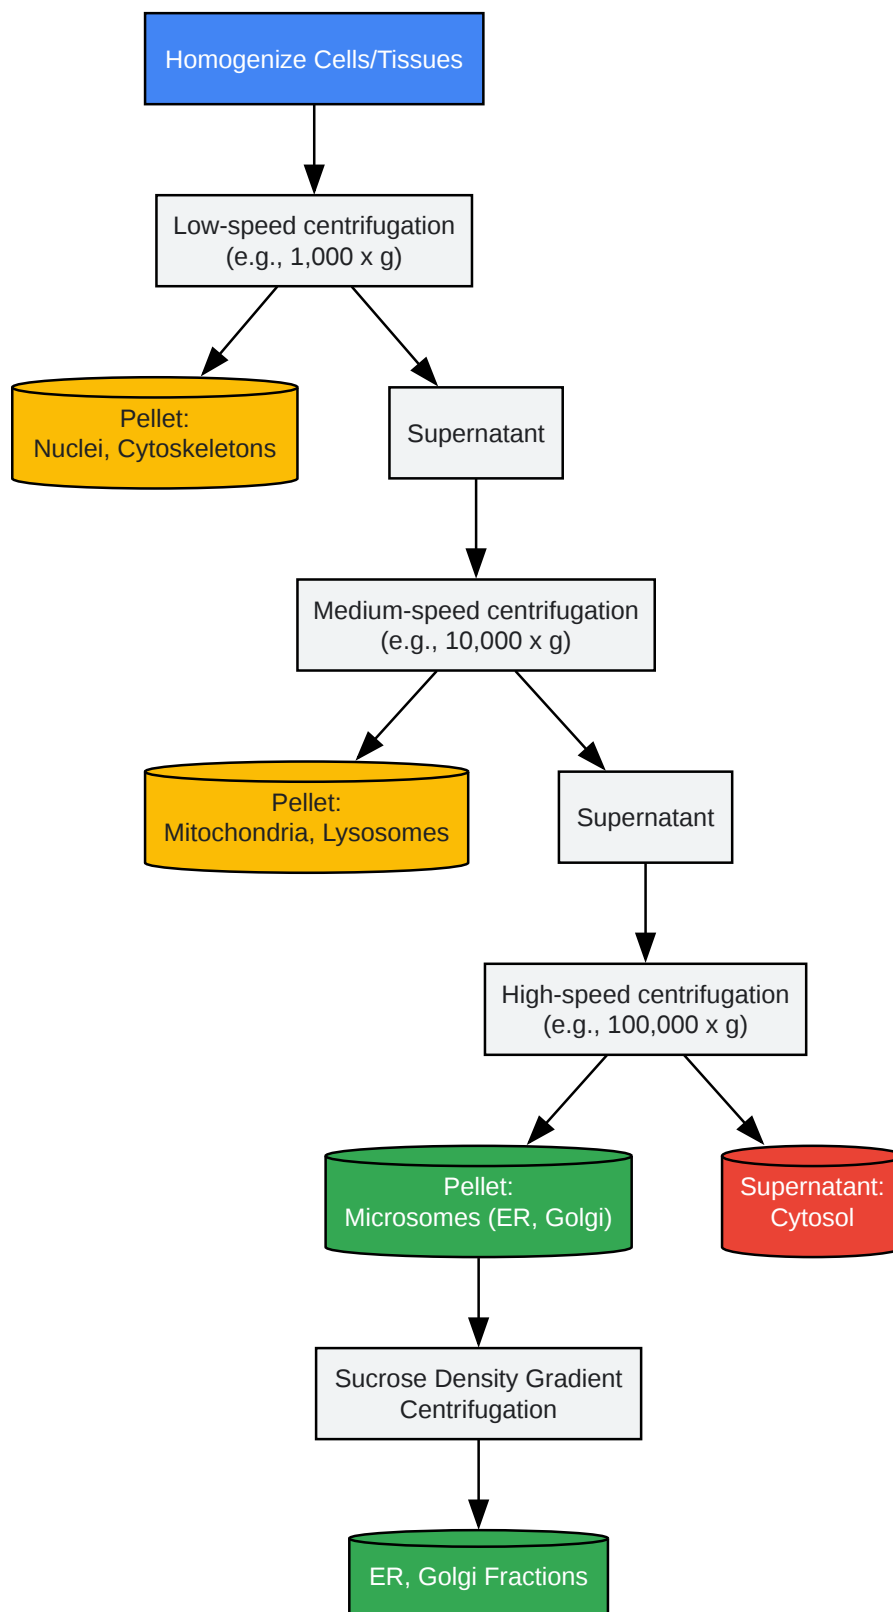 Homogenize Cells/Tissues
Low-speed centrifugation
(e.g., 1,000 x g)
Pellet:
Nuclei, Cytoskeletons
Supernatant
Medium-speed centrifugation
(e.g., 10,000 x g)
Pellet:
Mitochondria, Lysosomes
Supernatant
High-speed centrifugation
(e.g., 100,000 x g)
Pellet:
Microsomes (ER, Golgi)
Supernatant:
Cytosol
Sucrose Density Gradient
Centrifugation
ER, Golgi Fractions